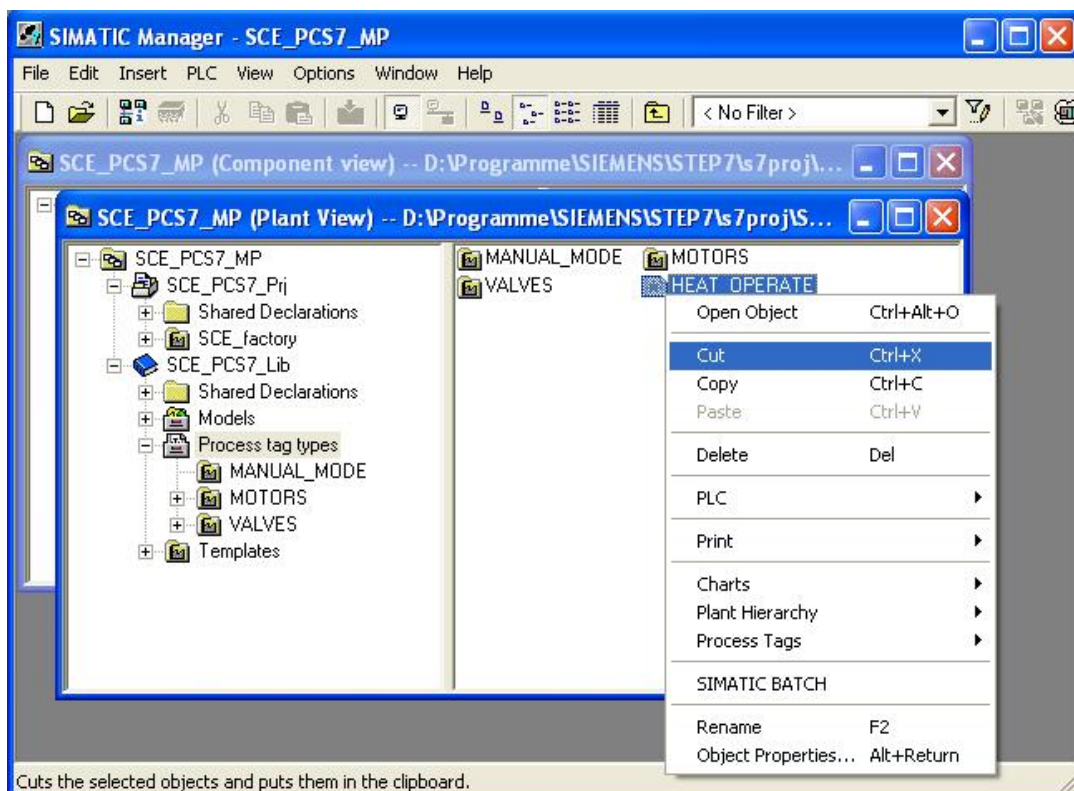 SIMATIC Manager - SCE_PCS7_MP
File Edit Insert PLC View Options Window Help
< No Filter >
SCE_PCS7_MP (Component view) -- D:\Programme\SIEMENS\STEP7\s7proj\...
SCE_PCS7_MP (Plant View) -- D:\Programme\SIEMENS\STEP7\s7proj\S...
SCE_PCS7_MP
SCE_PCS7_Prj
Shared Declarations
SCE_factory
SCE_PCS7_Lib
Shared Declarations
Models
Process tag types
MANUAL_MODE
MOTORS
VALVES
Templates
MANUAL_MODE MOTORS
VALVES HEAT_OPERATE
Open Object Ctrl+Alt+O
Cut Ctrl+X
Copy Ctrl+C
Paste Ctrl+V
Delete Del
PLC
Print
Charts
Plant Hierarchy
Process Tags
SIMATIC BATCH
Rename F2
Object Properties... Alt+Return
Cuts the selected objects and puts them in the clipboard.